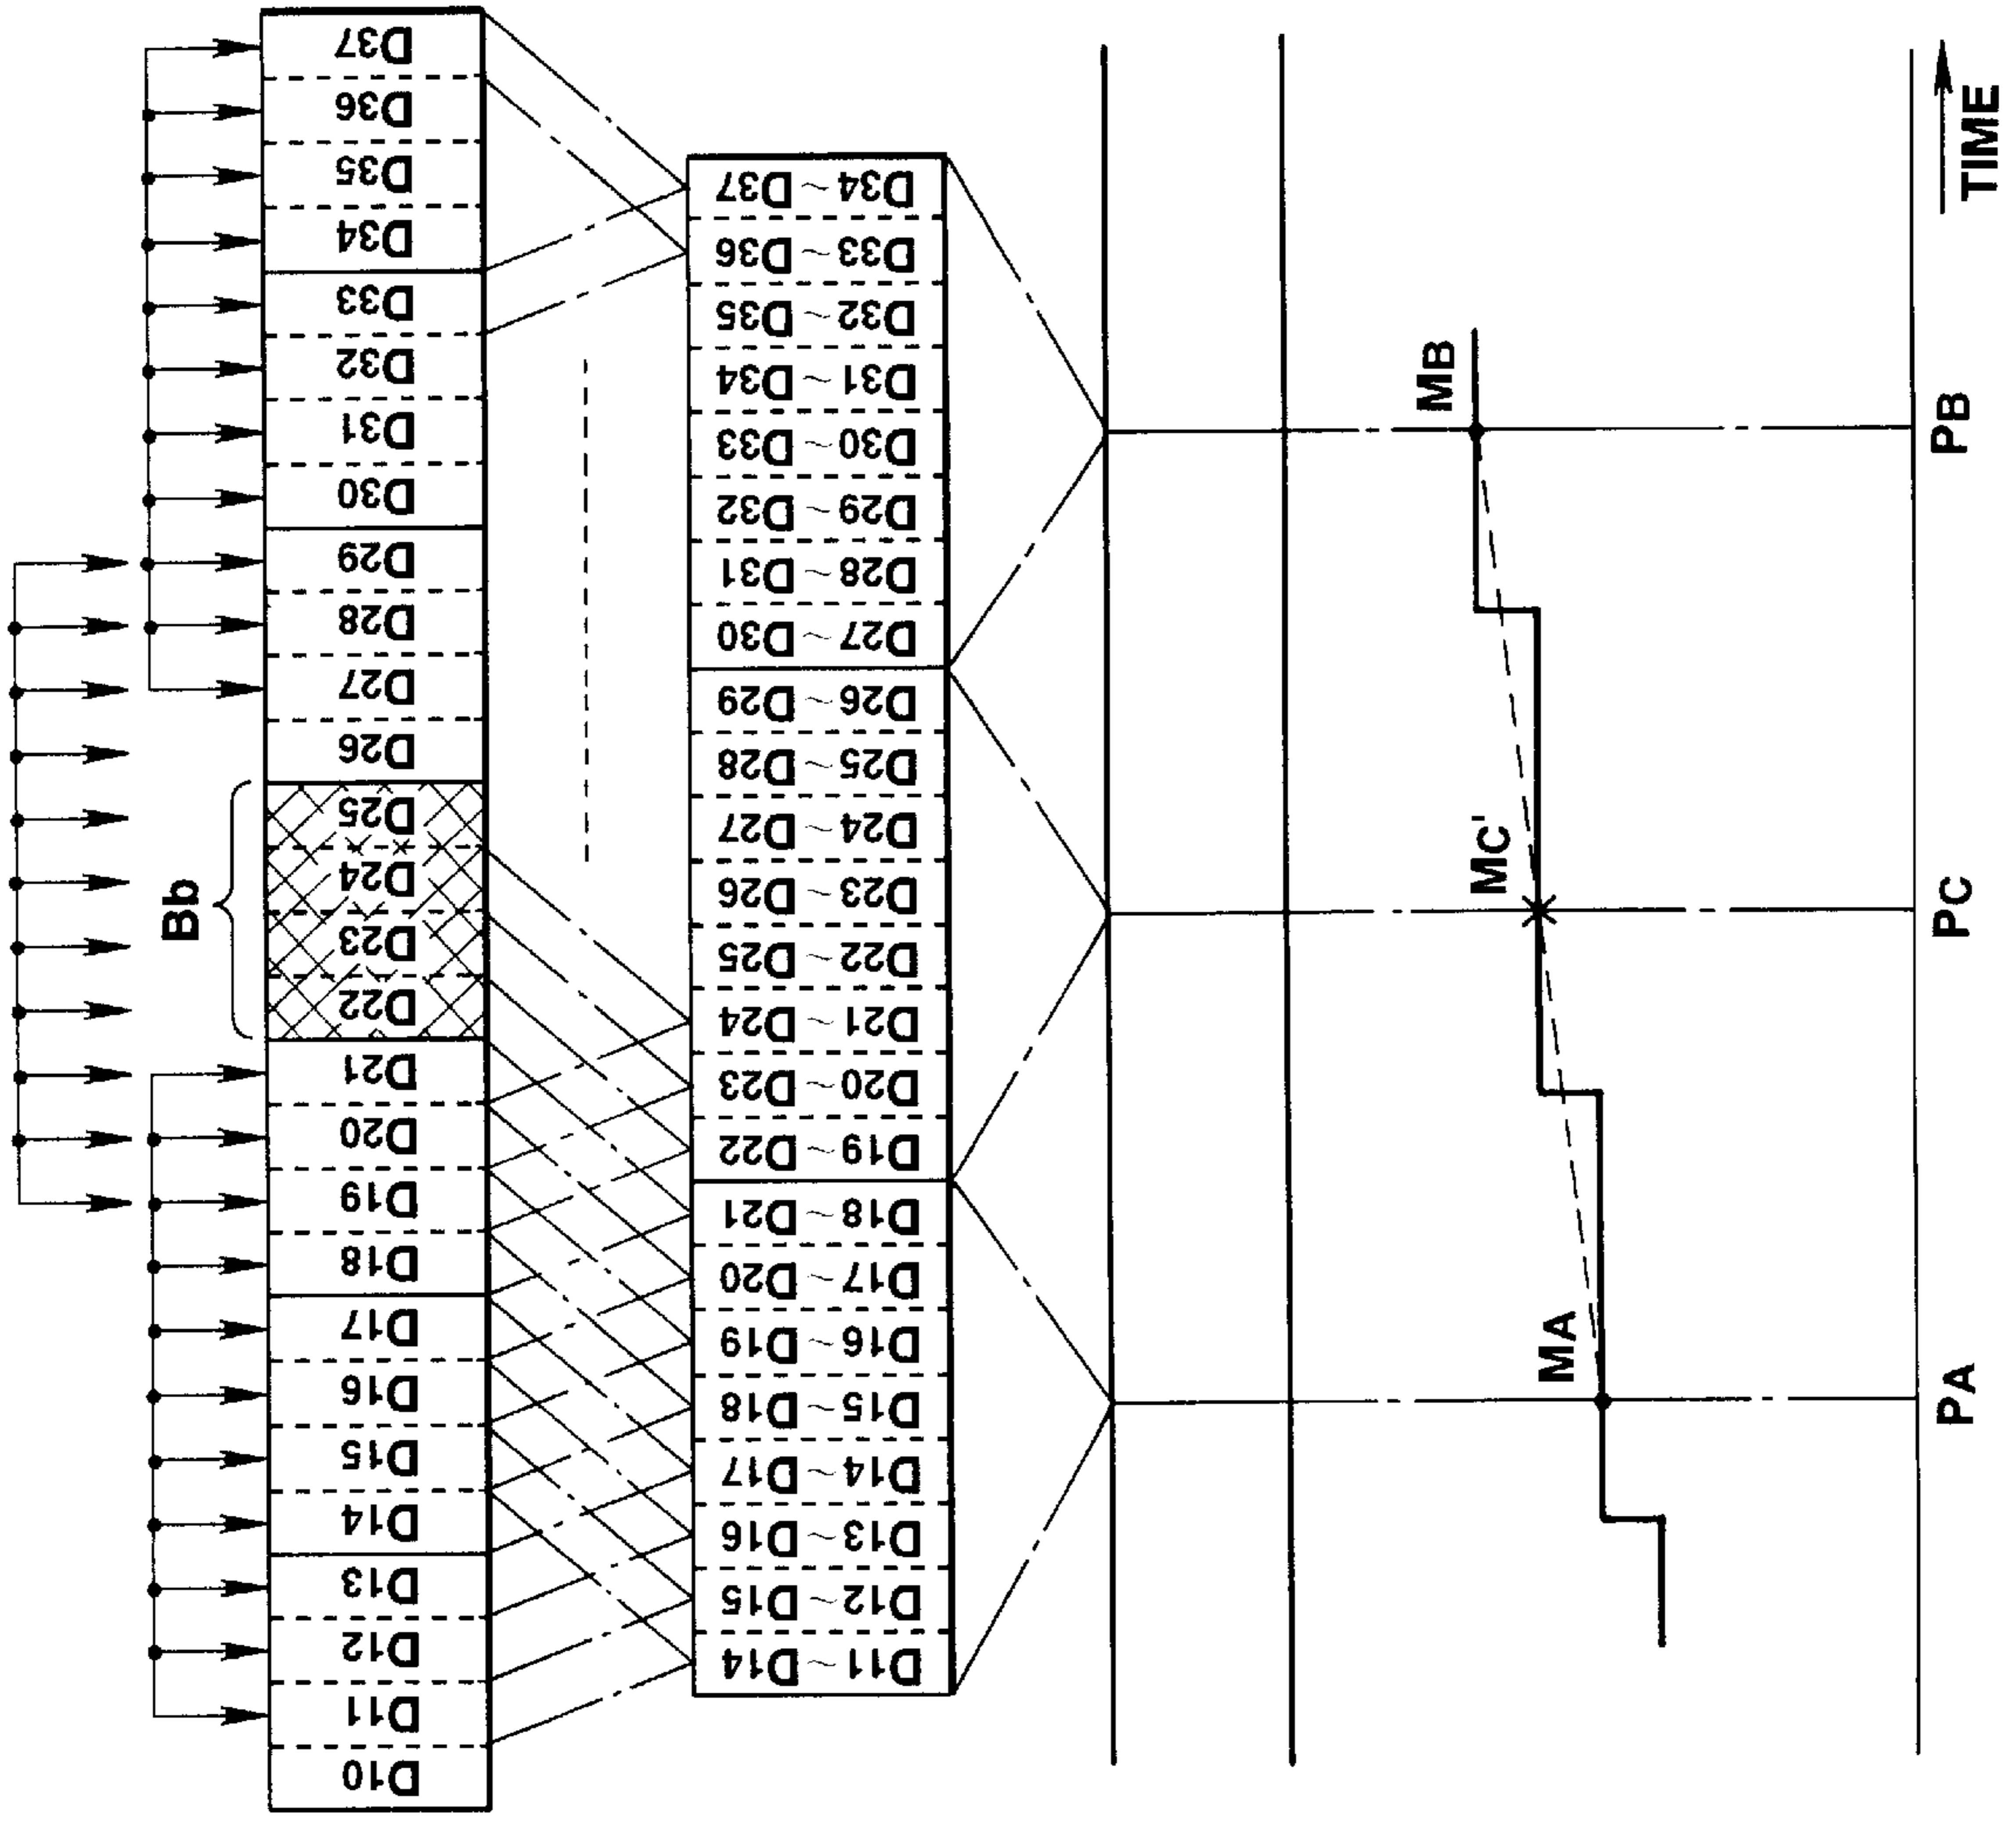 D37
D36
D35
D34
D33
D32
D31
D30
D29
D28
D27
D26
D25
D24
D23
D22
D21
D20
D19
D18
D17
D16
D15
D14
D13
D12
D11
D10
Bb
D34 ~ D37
D33 ~ D36
D32 ~ D35
D31 ~ D34
D30 ~ D33
D29 ~ D32
D28 ~ D31
D27 ~ D30
D26 ~ D29
D25 ~ D28
D24 ~ D27
D23 ~ D26
D22 ~ D25
D21 ~ D24
D20 ~ D23
D19 ~ D22
D18 ~ D21
D17 ~ D20
D16 ~ D19
D15 ~ D18
D14 ~ D17
D13 ~ D16
D12 ~ D15
D11 ~ D14
MB
MC'
MA
PB
PC
PA
TIME